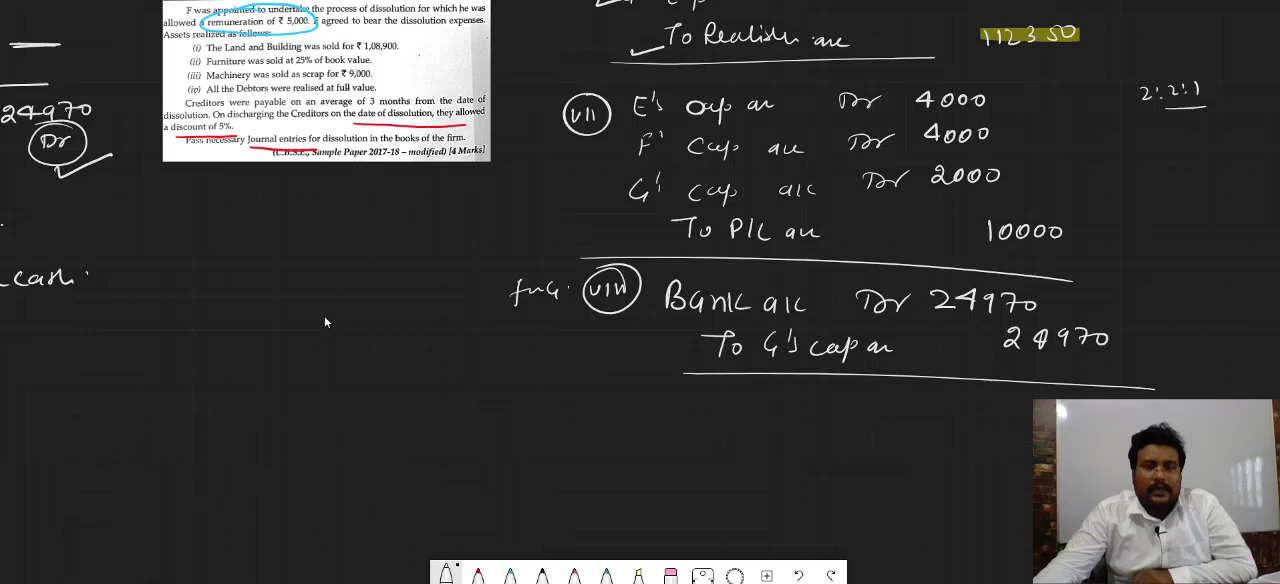 F was appointed to undertake the process of dissolution for which he was
allowed a remuneration of ₹ 5,000. F agreed to bear the dissolution expenses.
Assets realized as follows:
(i) The Land and Building was sold for ₹ 1,08,900.
(ii) Furniture was sold at 25% of book value.
(iii) Machinery was sold as scrap for ₹ 9,000.
(iv) All the Debtors were realised at full value.
Creditors were payable on an average of 3 months from the date of
dissolution. On discharging the Creditors on the date of dissolution, they allowed
a discount of 5%.
Pass necessary Journal entries for dissolution in the books of the firm.
(C.B.S.E., Sample Paper 2017-18 – modified) [4 Marks]
24970
Dr
cash.
To Realisn a/c 112350
2:2:1
VII E's cap a/c Dr 4000
F' cap a/c Dr 4000
G's cap a/c Dr 2000
To P/L a/c 10000
VIII Bank a/c Dr 24970
To G's cap a/c 24970